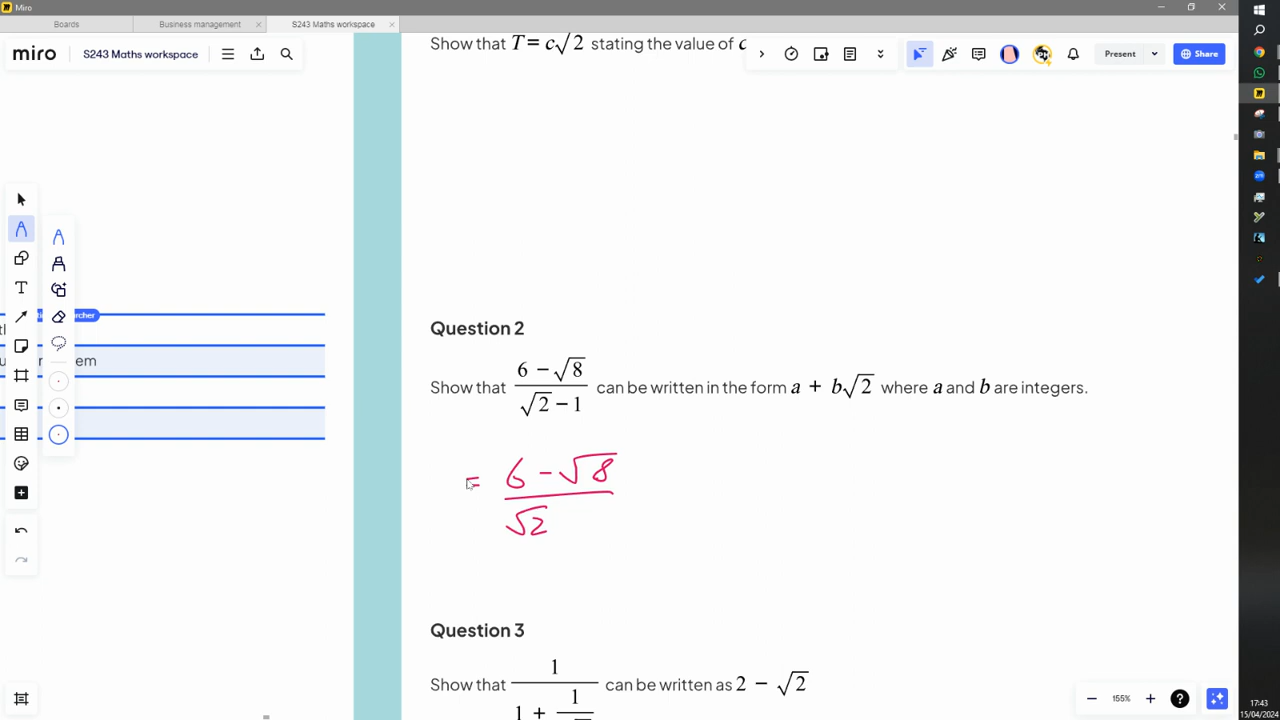 Miro
Boards
Business management
S243 Maths workspace
Show that T = c√2 stating the value of c
miro
S243 Maths workspace
Present
Share
Question 2
Show that (6 − √8)/(√2 − 1) can be written in the form a + b√2 where a and b are integers.
= (6 − √8)/√2
Question 3
Show that 1/(1 + 1/√ can be written as 2 − √2
155%
17:43
15/04/2024